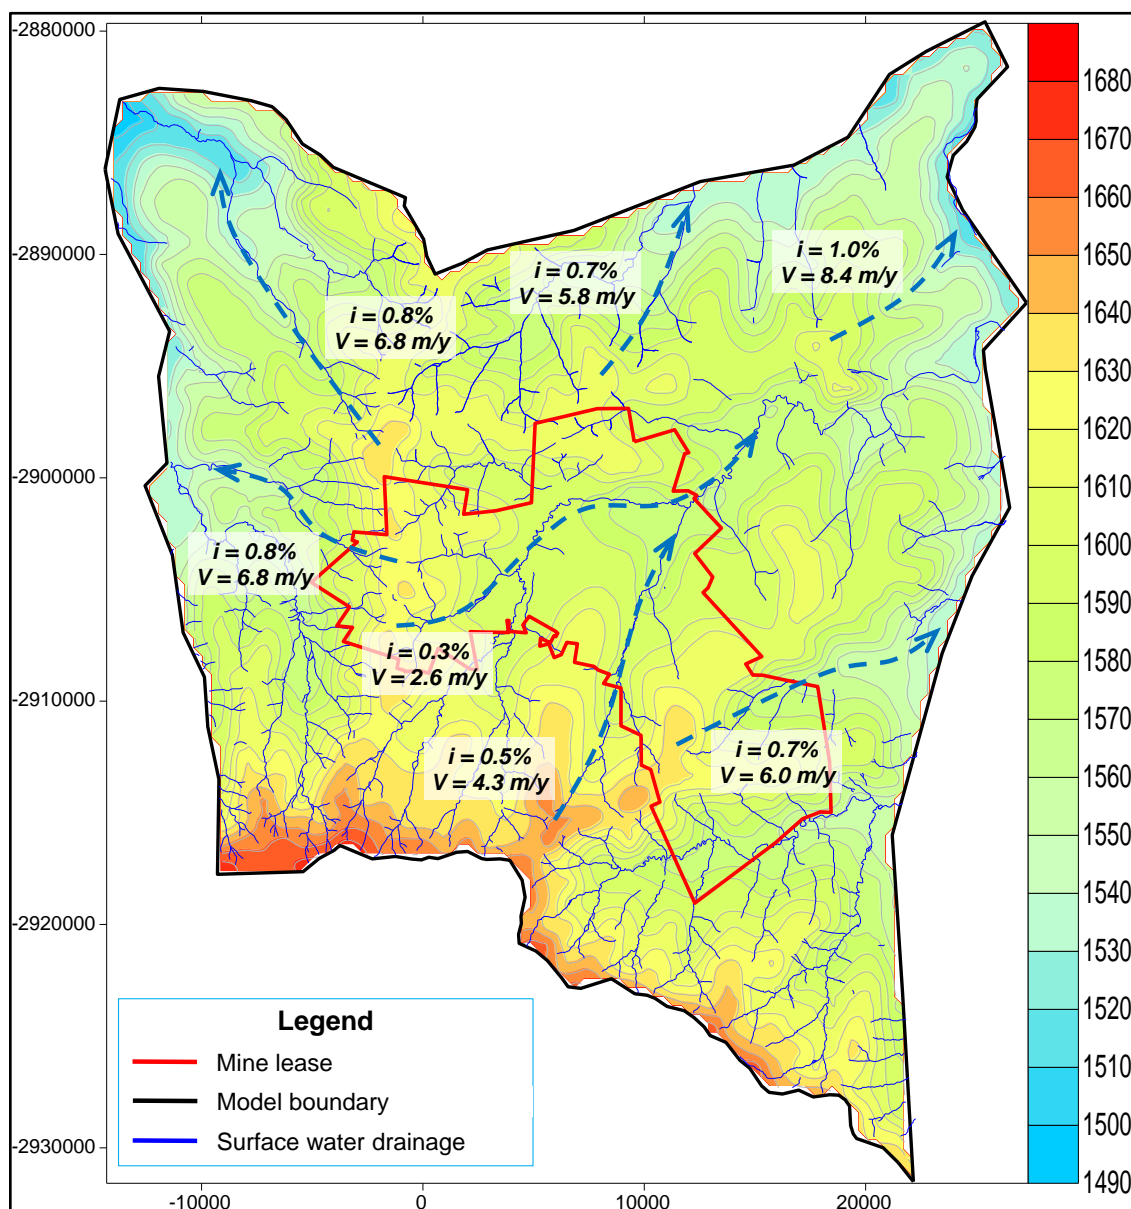 -2880000
-2890000
-2900000
-2910000
-2920000
-2930000
-10000
0
10000
20000
i = 0.8%
V = 6.8 m/y
i = 0.7%
V = 5.8 m/y
i = 1.0%
V = 8.4 m/y
i = 0.8%
V = 6.8 m/y
i = 0.3%
V = 2.6 m/y
i = 0.5%
V = 4.3 m/y
i = 0.7%
V = 6.0 m/y
Legend
Mine lease
Model boundary
Surface water drainage
1680
1670
1660
1650
1640
1630
1620
1610
1600
1590
1580
1570
1560
1550
1540
1530
1520
1510
1500
1490